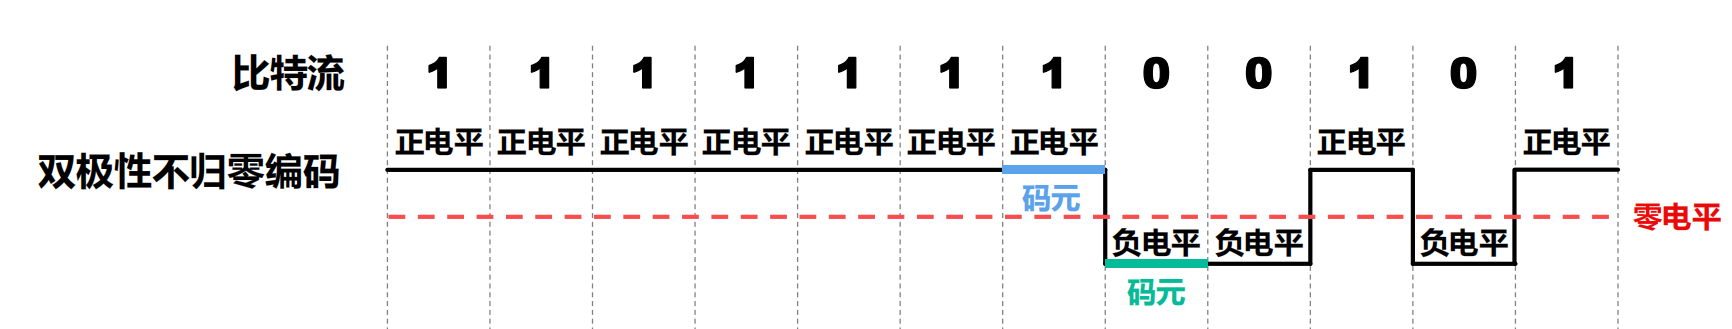 比特流 1 1 1 1 1 1 1 0 0 1 0 1
正电平 正电平 正电平 正电平 正电平 正电平 正电平 正电平 正电平
双极性不归零编码
码元
零电平
负电平 负电平 负电平
码元